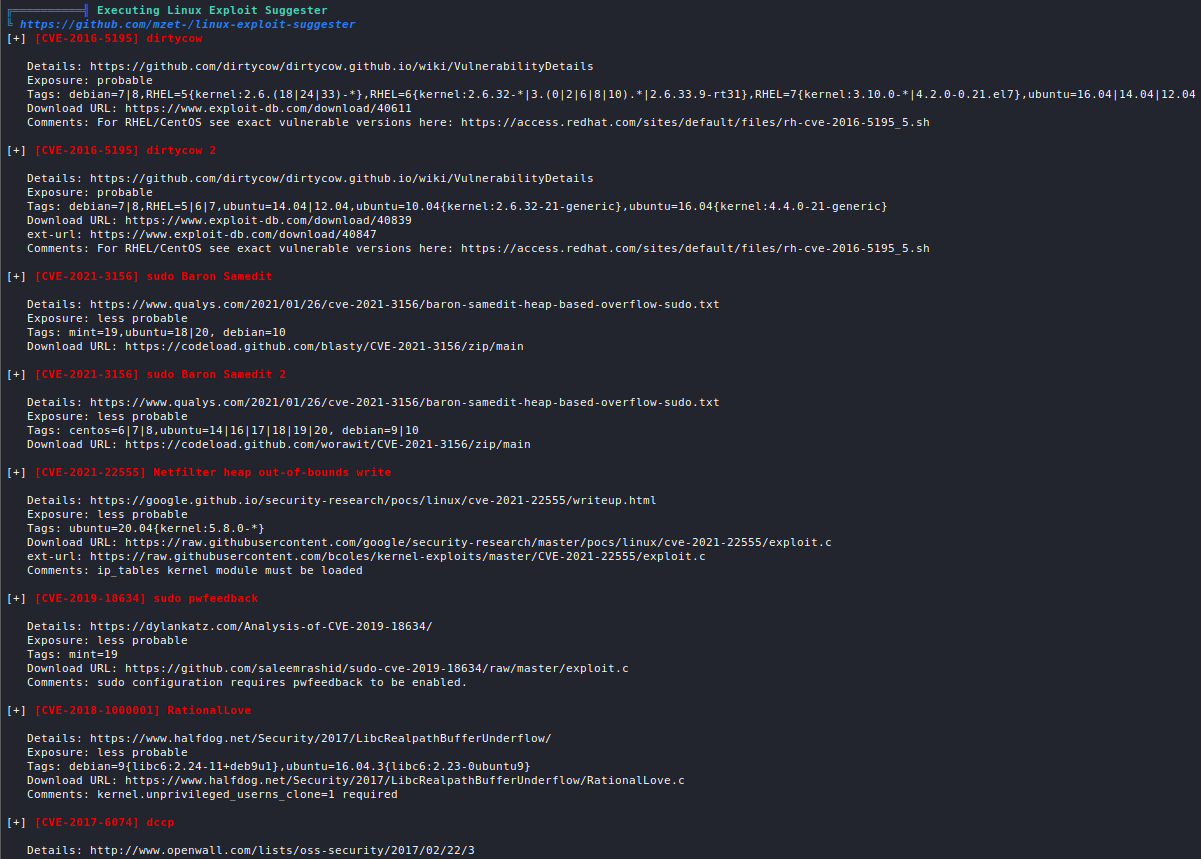 ╔══════════╣ Executing Linux Exploit Suggester
╚ https://github.com/mzet-/linux-exploit-suggester
[+] [CVE-2016-5195] dirtycow
Details: https://github.com/dirtycow/dirtycow.github.io/wiki/VulnerabilityDetails
Exposure: probable
Tags: debian=7|8,RHEL=5{kernel:2.6.(18|24|33)-*},RHEL=6{kernel:2.6.32-*|3.(0|2|6|8|10).*|2.6.33.9-rt31},RHEL=7{kernel:3.10.0-*|4.2.0-0.21.el7},ubuntu=16.04|14.04|12.04
Download URL: https://www.exploit-db.com/download/40611
Comments: For RHEL/CentOS see exact vulnerable versions here: https://access.redhat.com/sites/default/files/rh-cve-2016-5195_5.sh
[+] [CVE-2016-5195] dirtycow 2
Details: https://github.com/dirtycow/dirtycow.github.io/wiki/VulnerabilityDetails
Exposure: probable
Tags: debian=7|8,RHEL=5|6|7,ubuntu=14.04|12.04,ubuntu=10.04{kernel:2.6.32-21-generic},ubuntu=16.04{kernel:4.4.0-21-generic}
Download URL: https://www.exploit-db.com/download/40839
ext-url: https://www.exploit-db.com/download/40847
Comments: For RHEL/CentOS see exact vulnerable versions here: https://access.redhat.com/sites/default/files/rh-cve-2016-5195_5.sh
[+] [CVE-2021-3156] sudo Baron Samedit
Details: https://www.qualys.com/2021/01/26/cve-2021-3156/baron-samedit-heap-based-overflow-sudo.txt
Exposure: less probable
Tags: mint=19,ubuntu=18|20, debian=10
Download URL: https://codeload.github.com/blasty/CVE-2021-3156/zip/main
[+] [CVE-2021-3156] sudo Baron Samedit 2
Details: https://www.qualys.com/2021/01/26/cve-2021-3156/baron-samedit-heap-based-overflow-sudo.txt
Exposure: less probable
Tags: centos=6|7|8,ubuntu=14|16|17|18|19|20, debian=9|10
Download URL: https://codeload.github.com/worawit/CVE-2021-3156/zip/main
[+] [CVE-2021-22555] Netfilter heap out-of-bounds write
Details: https://google.github.io/security-research/pocs/linux/cve-2021-22555/writeup.html
Exposure: less probable
Tags: ubuntu=20.04{kernel:5.8.0-*}
Download URL: https://raw.githubusercontent.com/google/security-research/master/pocs/linux/cve-2021-22555/exploit.c
ext-url: https://raw.githubusercontent.com/bcoles/kernel-exploits/master/CVE-2021-22555/exploit.c
Comments: ip_tables kernel module must be loaded
[+] [CVE-2019-18634] sudo pwfeedback
Details: https://dylankatz.com/Analysis-of-CVE-2019-18634/
Exposure: less probable
Tags: mint=19
Download URL: https://github.com/saleemrashid/sudo-cve-2019-18634/raw/master/exploit.c
Comments: sudo configuration requires pwfeedback to be enabled.
[+] [CVE-2018-1000001] RationalLove
Details: https://www.halfdog.net/Security/2017/LibcRealpathBufferUnderflow/
Exposure: less probable
Tags: debian=9{libc6:2.24-11+deb9u1},ubuntu=16.04.3{libc6:2.23-0ubuntu9}
Download URL: https://www.halfdog.net/Security/2017/LibcRealpathBufferUnderflow/RationalLove.c
Comments: kernel.unprivileged_userns_clone=1 required
[+] [CVE-2017-6074] dccp
Details: http://www.openwall.com/lists/oss-security/2017/02/22/3